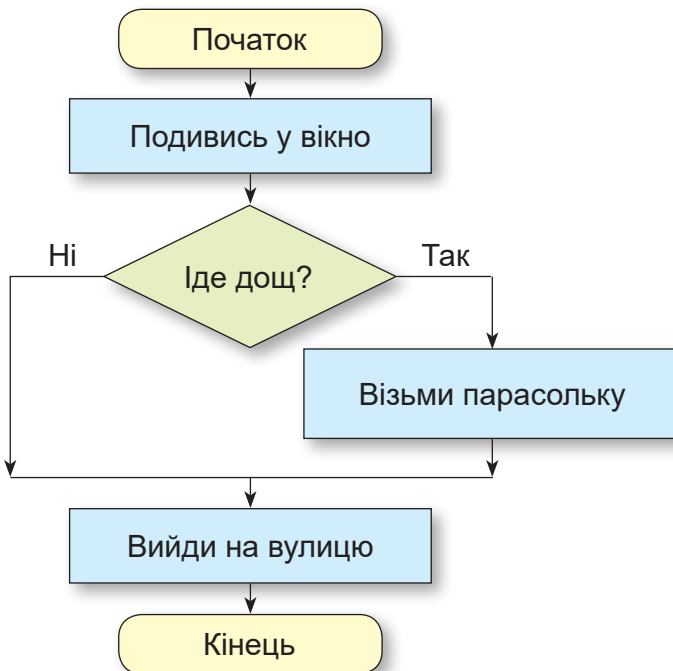 Початок
Подивись у вікно
Іде дощ?
Ні
Так
Візьми парасольку
Вийди на вулицю
Кінець